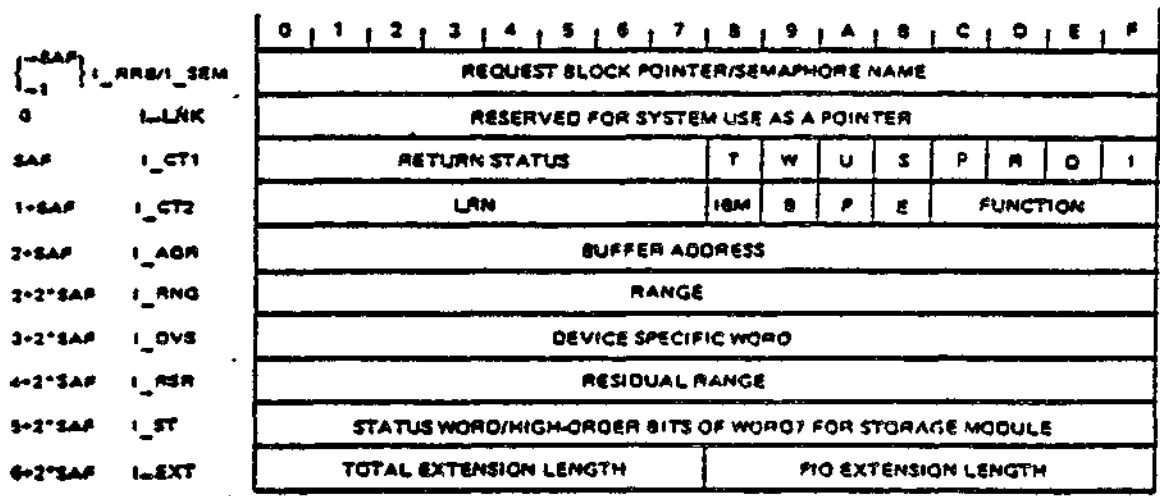 0 1 2 3 4 5 6 7 8 9 A B C D E F
{-SAF -1} I_RRB/I_SEM REQUEST BLOCK POINTER/SEMAPHORE NAME
0 I_LNK RESERVED FOR SYSTEM USE AS A POINTER
SAF I_CT1 RETURN STATUS T W U S P R D I
1+SAF I_CT2 LRN IBM B P E FUNCTION
2+SAF I_ADR BUFFER ADDRESS
2+2*SAF I_RNG RANGE
3+2*SAF I_DVS DEVICE SPECIFIC WORD
4+2*SAF I_RSR RESIDUAL RANGE
5+2*SAF I_ST STATUS WORD/HIGH-ORDER BITS OF WORD7 FOR STORAGE MODULE
6+2*SAF I_EXT TOTAL EXTENSION LENGTH PIO EXTENSION LENGTH